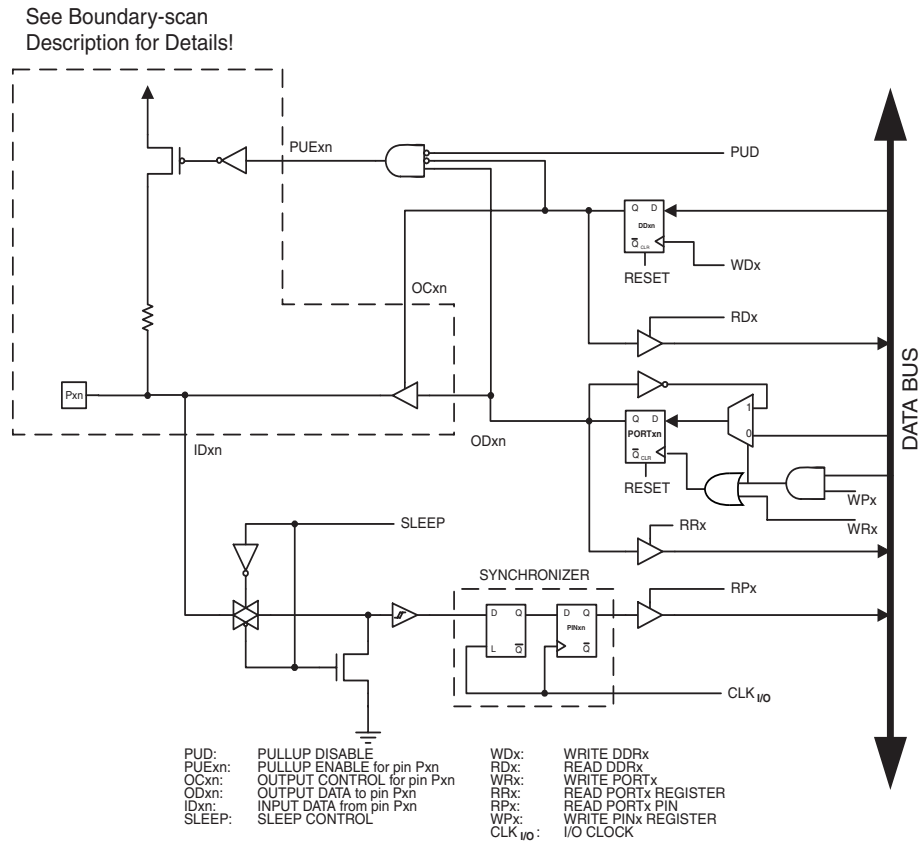 See Boundary-scan
Description for Details!
PUExn
PUD
Q D
DDxn
Q CLR
RESET
WDx
OCxn
RDx
Pxn
DATA BUS
1
0
Q D
PORTxn
Q CLR
ODxn
IDxn
RESET
WPx
WRx
SLEEP
RRx
SYNCHRONIZER
RPx
D Q
L Q
D Q
PINxn
Q
CLK I/O
PUD: PULLUP DISABLE
PUExn: PULLUP ENABLE for pin Pxn
OCxn: OUTPUT CONTROL for pin Pxn
ODxn: OUTPUT DATA to pin Pxn
IDxn: INPUT DATA from pin Pxn
SLEEP: SLEEP CONTROL
WDx: WRITE DDRx
RDx: READ DDRx
WRx: WRITE PORTx
RRx: READ PORTx REGISTER
RPx: READ PORTx PIN
WPx: WRITE PINx REGISTER
CLK I/O: I/O CLOCK